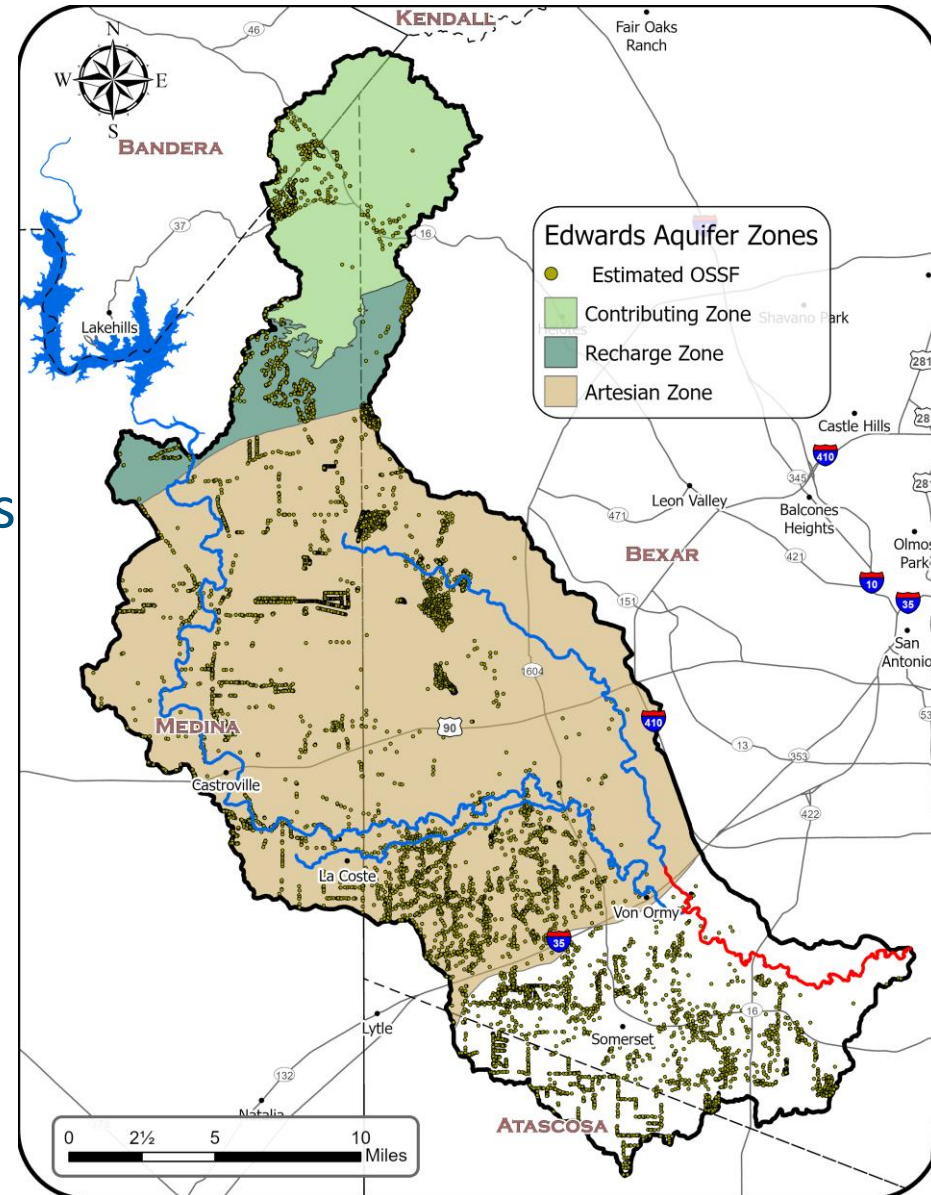 KENDALL
46
Fair Oaks
Ranch
N
W E
S
BANDERA
37
16
Lakehills
Edwards Aquifer Zones
Estimated OSSF
Contributing Zone
Recharge Zone
Artesian Zone
Shavano Park
Helotes
281
Castle Hills
28
410
345
281
Leon Valley
Balcones
Heights
471
421
Olmos
Park
s
BEXAR
10
35
151
San
Antonio
1604
MEDINA
90
410
53
13
353
Castroville
422
La Coste
Von Ormy
35
16
Lytle
Somerset
132
Natalia
ATASCOSA
0 2½ 5 10
Miles